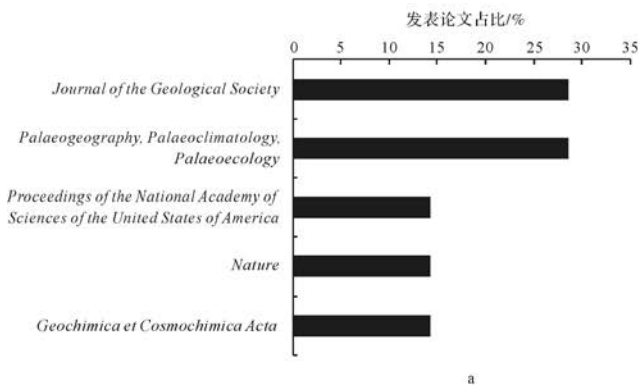 发表论文占比/%
0 5 10 15 20 25 30 35
Journal of the Geological Society
Palaeogeography, Palaeoclimatology,
Palaeoecology
Proceedings of the National Academy of
Sciences of the United States of America
Nature
Geochimica et Cosmochimica Acta
a